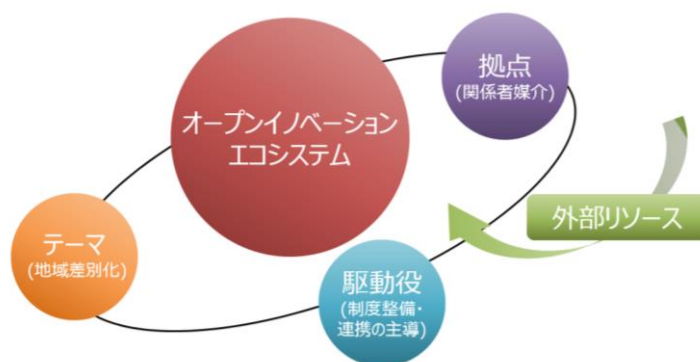 オープンイノベーション
エコシステム
拠点
(関係者媒介)
外部リソース
テーマ
(地域差別化)
駆動役
(制度整備・
連携の主導)